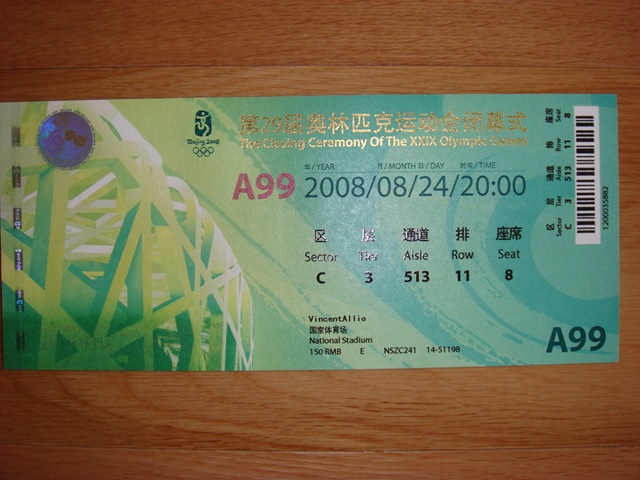 Beijing 2008
第29届奥林匹克运动会闭幕式
The Closing Ceremony Of The XXIX Olympic Games
年/YEAR 月/MONTH 日/DAY 时间/TIME
A99 2008/08/24/20:00
区 层 通道 排 座席
Sector Tier Aisle Row Seat
C 3 513 11 8
VincentAllio
国家体育场
National Stadium
150 RMB E NSZC241 14-51198
A99
区 层 通道 排 座席
Sector Tier Aisle Row Seat
C 3 513 11 8
1200035882